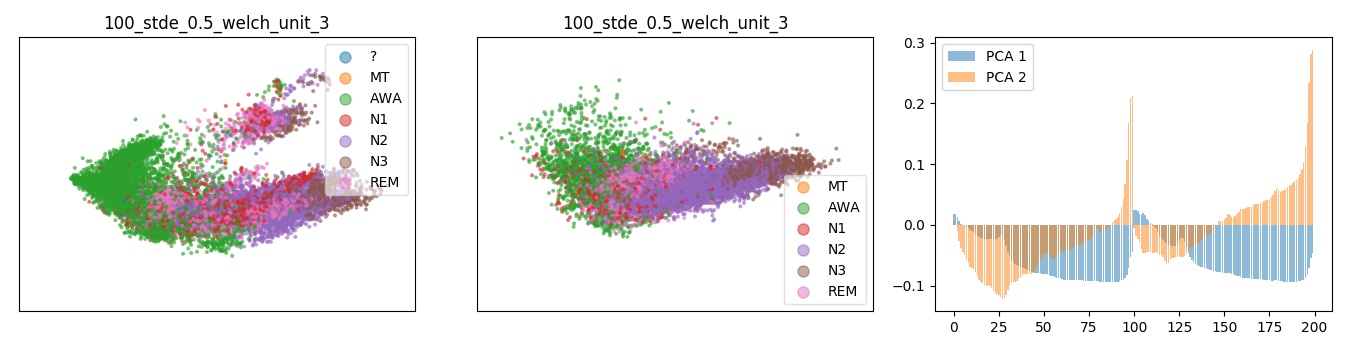 100_stde_0.5_welch_unit_3
?
MT
AWA
N1
N2
N3
REM
100_stde_0.5_welch_unit_3
MT
AWA
N1
N2
N3
REM
PCA 1
PCA 2
0.3
0.2
0.1
0.0
−0.1
0 25 50 75 100 125 150 175 200